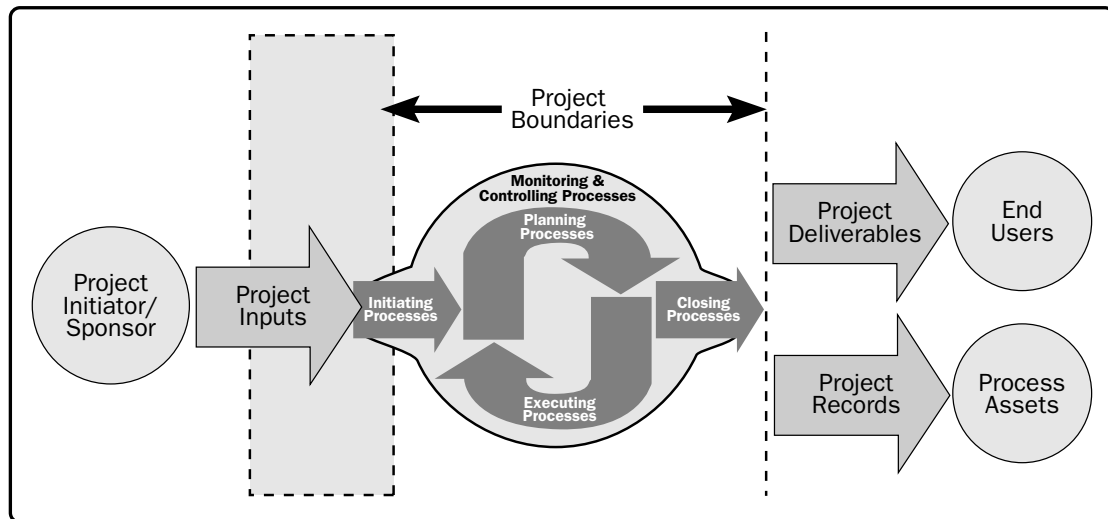 Project
Boundaries
Monitoring &
Controlling Processes
Planning
Processes
Project
Initiator/
Sponsor
Project
Inputs
Initiating
Processes
Closing
Processes
Executing
Processes
Project
Deliverables
End
Users
Project
Records
Process
Assets